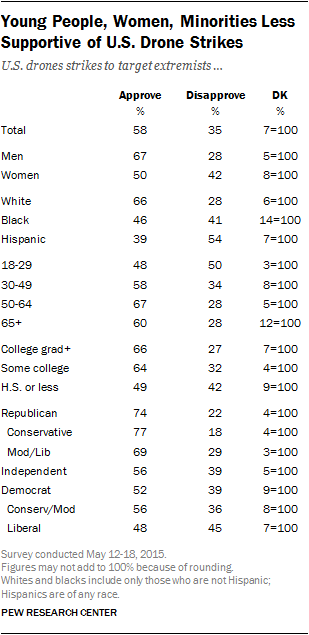 Young People, Women, Minorities Less
Supportive of U.S. Drone Strikes
U.S. drones strikes to target extremists ...
Approve Disapprove DK
% % %
Total 58 35 7=100
Men 67 28 5=100
Women 50 42 8=100
White 66 28 6=100
Black 46 41 14=100
Hispanic 39 54 7=100
18-29 48 50 3=100
30-49 58 34 8=100
50-64 67 28 5=100
65+ 60 28 12=100
College grad+ 66 27 7=100
Some college 64 32 4=100
H.S. or less 49 42 9=100
Republican 74 22 4=100
Conservative 77 18 4=100
Mod/Lib 69 29 3=100
Independent 56 39 5=100
Democrat 52 39 9=100
Conserv/Mod 56 36 8=100
Liberal 48 45 7=100
Survey conducted May 12-18, 2015.
Figures may not add to 100% because of rounding.
Whites and blacks include only those who are not Hispanic;
Hispanics are of any race.
PEW RESEARCH CENTER